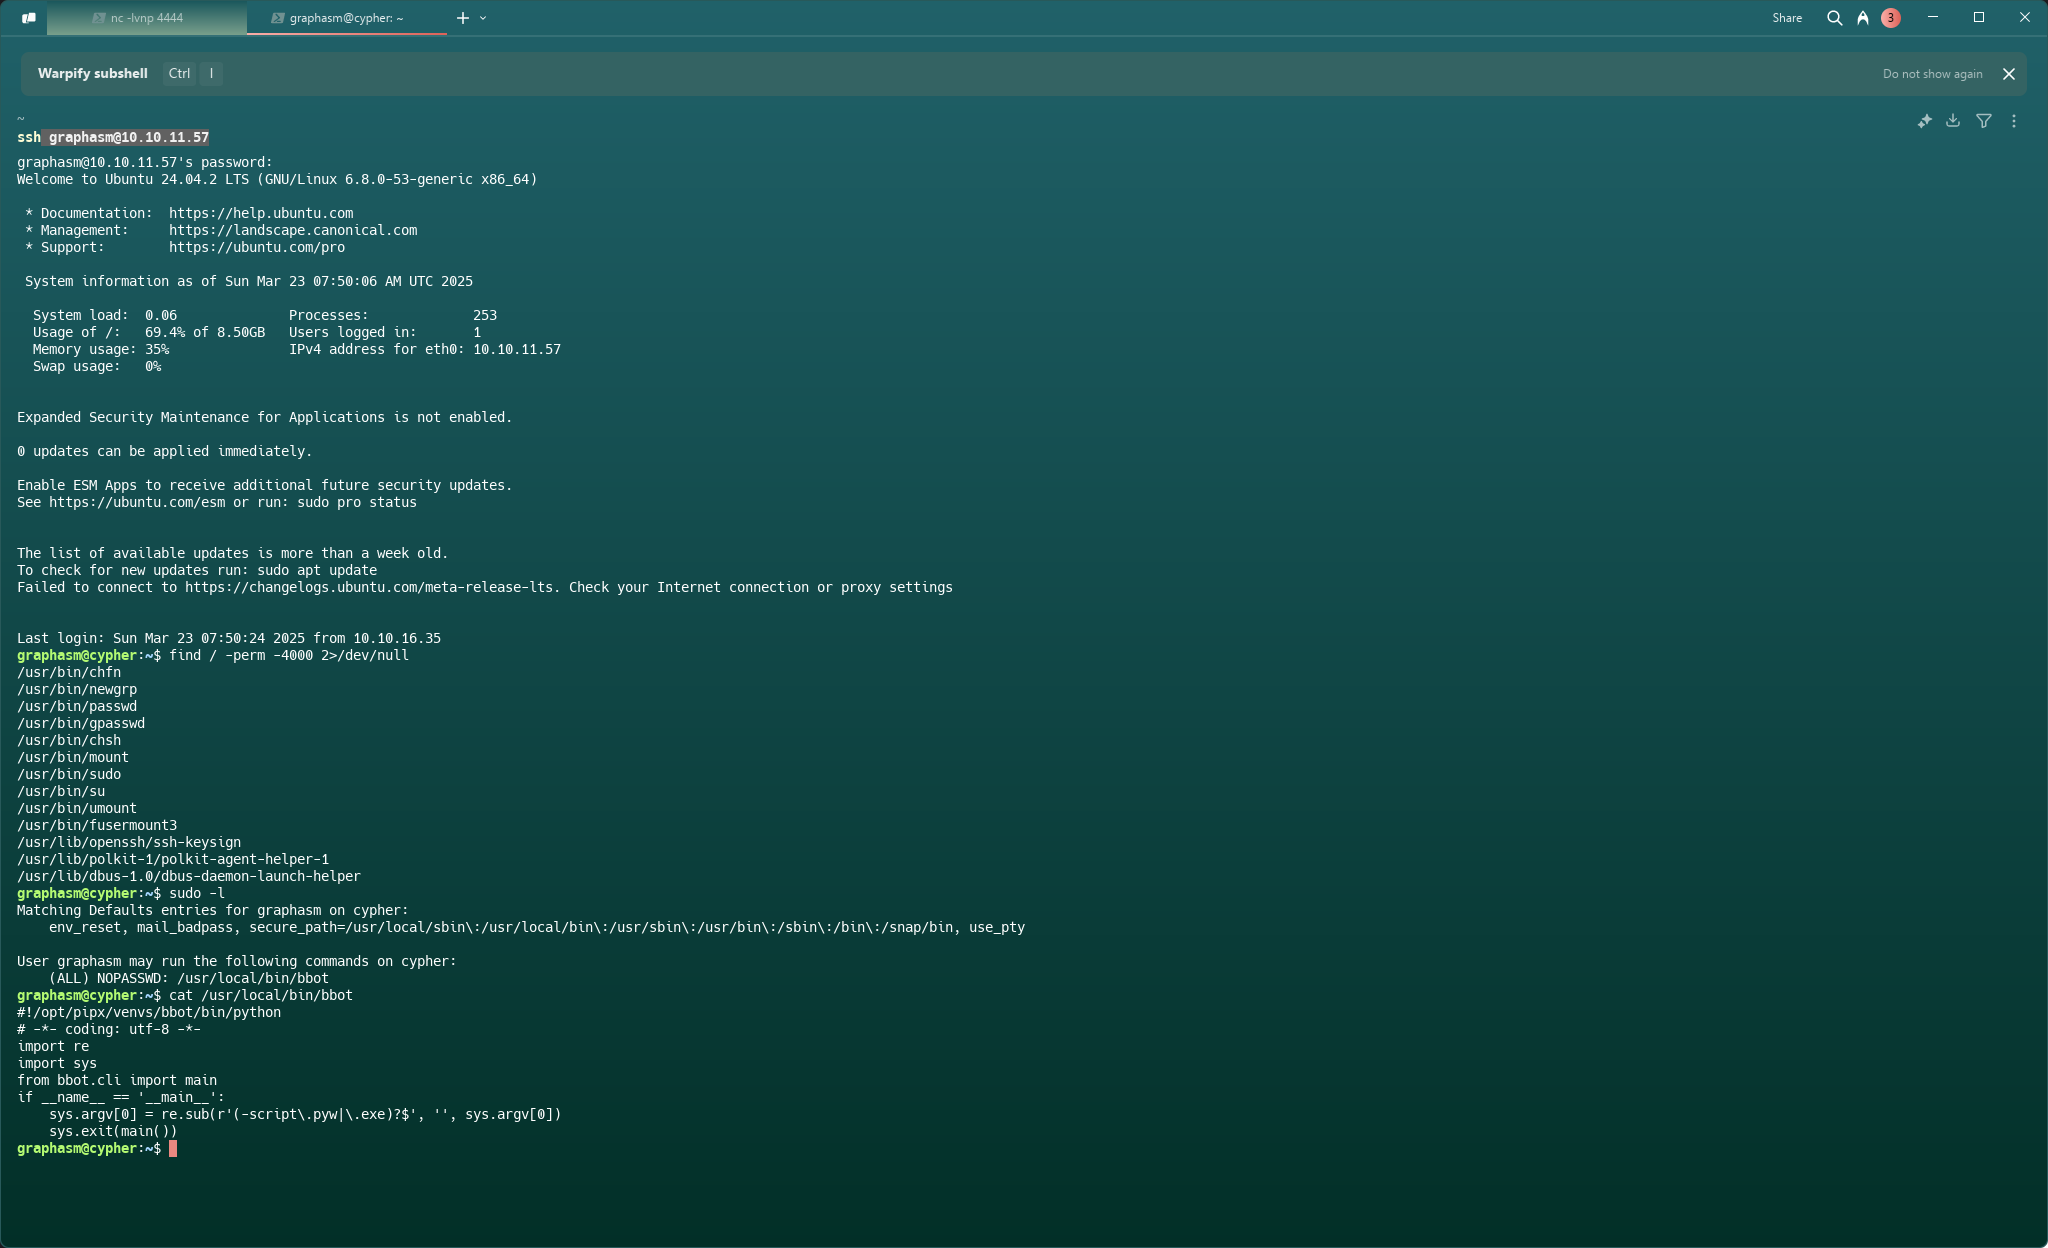 nc -lvnp 4444
graphasm@cypher: ~
Share
3
Warpify subshell Ctrl I
Do not show again
~
ssh graphasm@10.10.11.57
graphasm@10.10.11.57's password:
Welcome to Ubuntu 24.04.2 LTS (GNU/Linux 6.8.0-53-generic x86_64)
 * Documentation:  https://help.ubuntu.com
 * Management:     https://landscape.canonical.com
 * Support:        https://ubuntu.com/pro
 System information as of Sun Mar 23 07:50:06 AM UTC 2025
  System load:  0.06              Processes:             253
  Usage of /:   69.4% of 8.50GB   Users logged in:       1
  Memory usage: 35%               IPv4 address for eth0: 10.10.11.57
  Swap usage:   0%
Expanded Security Maintenance for Applications is not enabled.
0 updates can be applied immediately.
Enable ESM Apps to receive additional future security updates.
See https://ubuntu.com/esm or run: sudo pro status
The list of available updates is more than a week old.
To check for new updates run: sudo apt update
Failed to connect to https://changelogs.ubuntu.com/meta-release-lts. Check your Internet connection or proxy settings
Last login: Sun Mar 23 07:50:24 2025 from 10.10.16.35
graphasm@cypher:~$ find / -perm -4000 2>/dev/null
/usr/bin/chfn
/usr/bin/newgrp
/usr/bin/passwd
/usr/bin/gpasswd
/usr/bin/chsh
/usr/bin/mount
/usr/bin/sudo
/usr/bin/su
/usr/bin/umount
/usr/bin/fusermount3
/usr/lib/openssh/ssh-keysign
/usr/lib/polkit-1/polkit-agent-helper-1
/usr/lib/dbus-1.0/dbus-daemon-launch-helper
graphasm@cypher:~$ sudo -l
Matching Defaults entries for graphasm on cypher:
    env_reset, mail_badpass, secure_path=/usr/local/sbin\:/usr/local/bin\:/usr/sbin\:/usr/bin\:/sbin\:/bin\:/snap/bin, use_pty
User graphasm may run the following commands on cypher:
    (ALL) NOPASSWD: /usr/local/bin/bbot
graphasm@cypher:~$ cat /usr/local/bin/bbot
#!/opt/pipx/venvs/bbot/bin/python
# -*- coding: utf-8 -*-
import re
import sys
from bbot.cli import main
if __name__ == '__main__':
    sys.argv[0] = re.sub(r'(-script\.pyw|\.exe)?$', '', sys.argv[0])
    sys.exit(main())
graphasm@cypher:~$